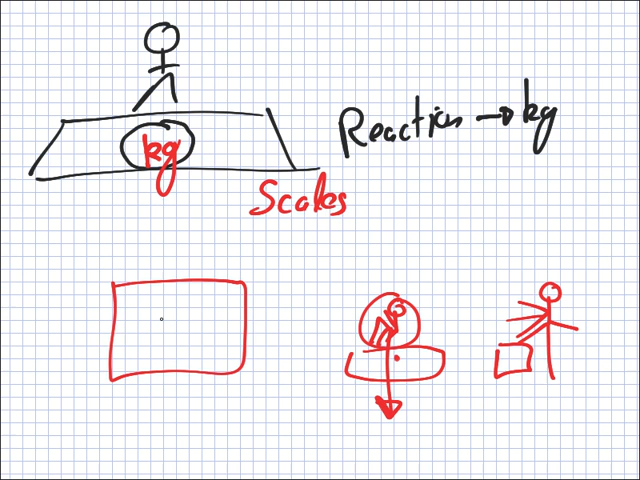 Reaction → kg
kg
Scales